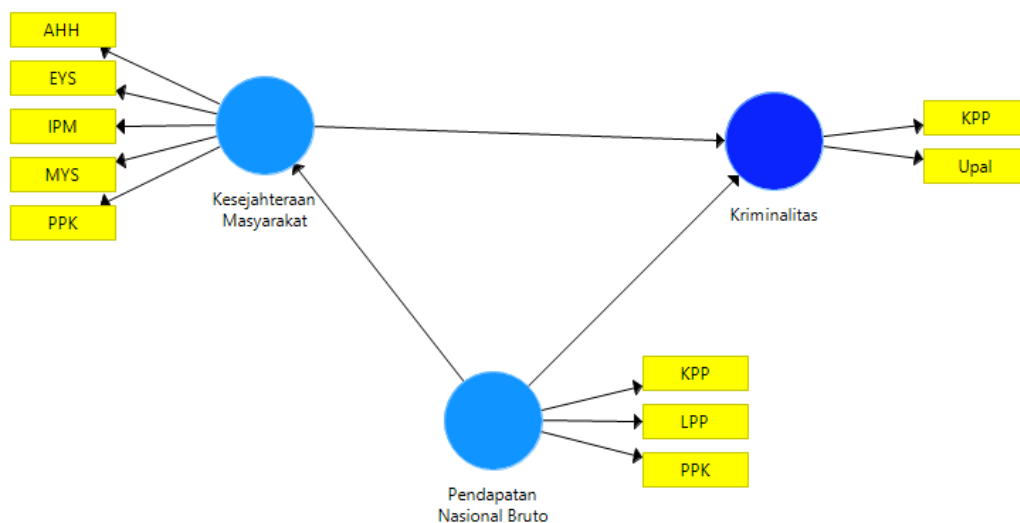 AHH
EYS
IPM
MYS
PPK
Kesejahteraan
Masyarakat
KPP
Upal
Kriminalitas
KPP
LPP
PPK
Pendapatan
Nasional Bruto